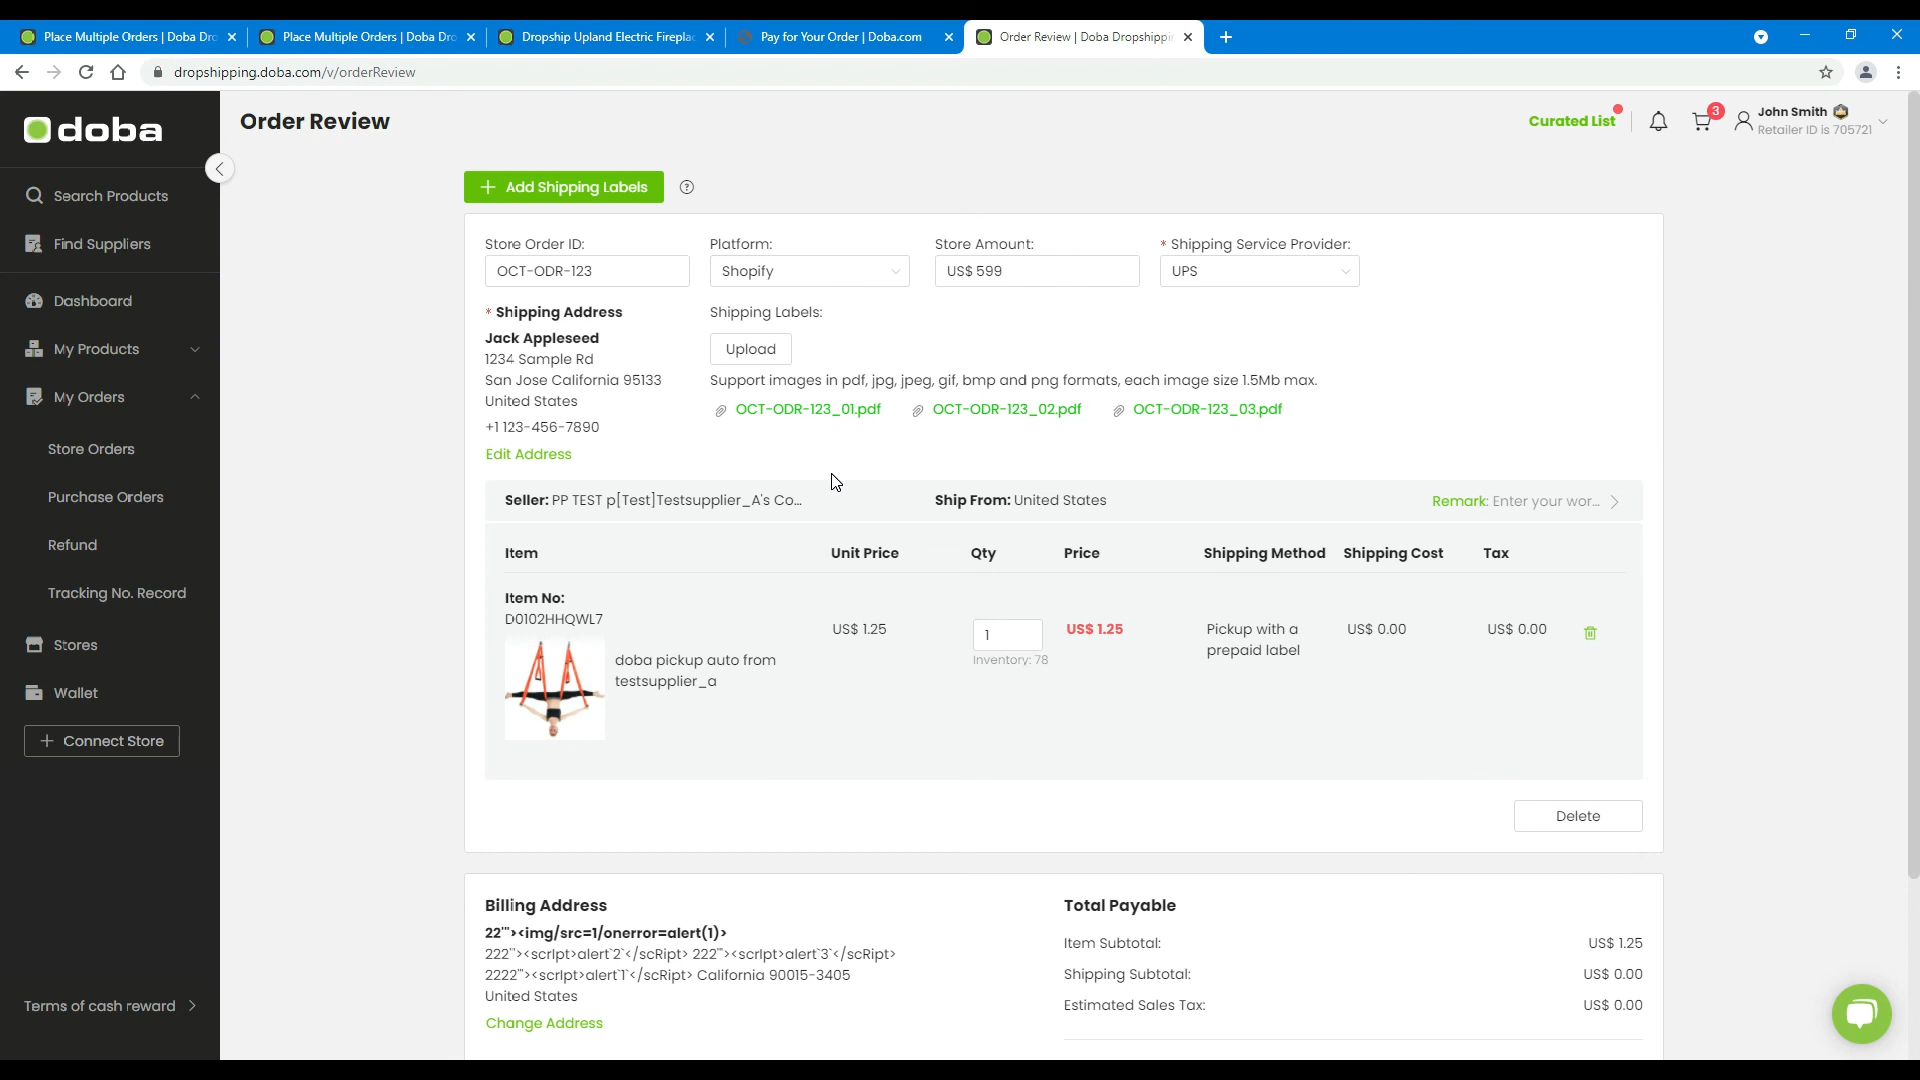 Place Multiple Orders | Doba Dro
Place Multiple Orders | Doba Dro
Dropship Upland Electric Fireplac
Pay for Your Order | Doba.com
Order Review | Doba Dropshippin
dropshipping.doba.com/v/orderReview
doba
Order Review
Curated List
3
John Smith
Retailer ID is 705721
Search Products
Find Suppliers
Dashboard
My Products
My Orders
Store Orders
Purchase Orders
Refund
Tracking No. Record
Stores
Wallet
+ Connect Store
Terms of cash reward >
+ Add Shipping Labels
?
Store Order ID:
Platform:
Store Amount:
* Shipping Service Provider:
OCT-ODR-123
Shopify
US$ 599
UPS
* Shipping Address
Shipping Labels:
Jack Appleseed
1234 Sample Rd
San Jose California 95133
United States
+1 123-456-7890
Edit Address
Upload
Support images in pdf, jpg, jpeg, gif, bmp and png formats, each image size 1.5Mb max.
OCT-ODR-123_01.pdf
OCT-ODR-123_02.pdf
OCT-ODR-123_03.pdf
Seller: PP TEST p[Test]Testsupplier_A's Co...
Ship From: United States
Remark: Enter your wor... >
Item
Unit Price
Qty
Price
Shipping Method
Shipping Cost
Tax
Item No:
D0102HHQWL7
doba pickup auto from
testsupplier_a
US$ 1.25
1
Inventory: 78
US$ 1.25
Pickup with a
prepaid label
US$ 0.00
US$ 0.00
Delete
Billing Address
22'"><img/src=1/onerror=alert(1)>
222'"><scrIpt>alert`2`</scRipt> 222'"><scrIpt>alert`3`</scRipt>
2222"><scrIpt>alert`1`</scRipt> California 90015-3405
United States
Change Address
Total Payable
Item Subtotal:
US$ 1.25
Shipping Subtotal:
US$ 0.00
Estimated Sales Tax:
US$ 0.00